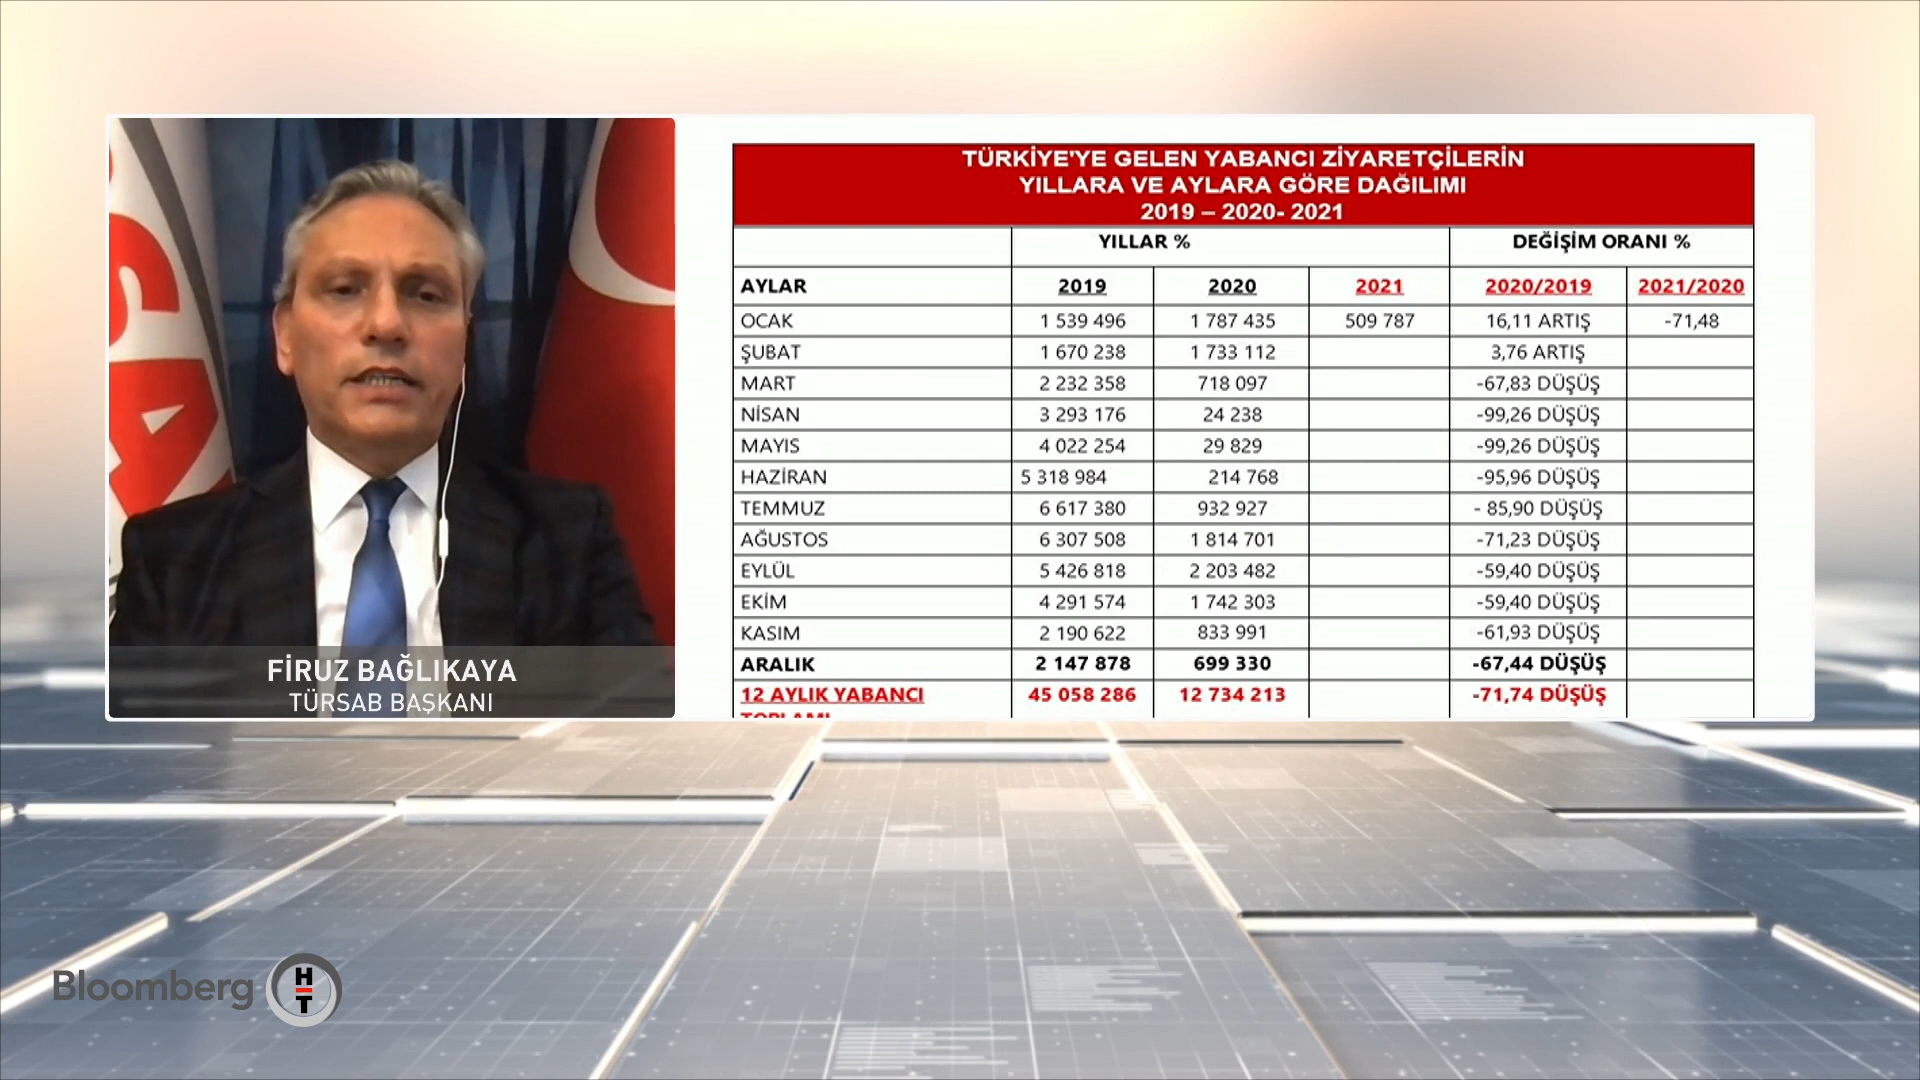 TÜRKİYE'YE GELEN YABANCI ZİYARETÇİLERİN
YILLARA VE AYLARA GÖRE DAĞILIMI
2019 – 2020- 2021
YILLAR % DEĞİŞİM ORANI %
AYLAR 2019 2020 2021 2020/2019 2021/2020
OCAK 1 539 496 1 787 435 509 787 16,11 ARTIŞ -71,48
ŞUBAT 1 670 238 1 733 112 3,76 ARTIŞ
MART 2 232 358 718 097 -67,83 DÜŞÜŞ
NİSAN 3 293 176 24 238 -99,26 DÜŞÜŞ
MAYIS 4 022 254 29 829 -99,26 DÜŞÜŞ
HAZİRAN 5 318 984 214 768 -95,96 DÜŞÜŞ
TEMMUZ 6 617 380 932 927 - 85,90 DÜŞÜŞ
AĞUSTOS 6 307 508 1 814 701 -71,23 DÜŞÜŞ
EYLÜL 5 426 818 2 203 482 -59,40 DÜŞÜŞ
EKİM 4 291 574 1 742 303 -59,40 DÜŞÜŞ
KASIM 2 190 622 833 991 -61,93 DÜŞÜŞ
ARALIK 2 147 878 699 330 -67,44 DÜŞÜŞ
12 AYLIK YABANCI 45 058 286 12 734 213 -71,74 DÜŞÜŞ
TOPLAMI
FİRUZ BAĞLIKAYA
TÜRSAB BAŞKANI
Bloomberg HT